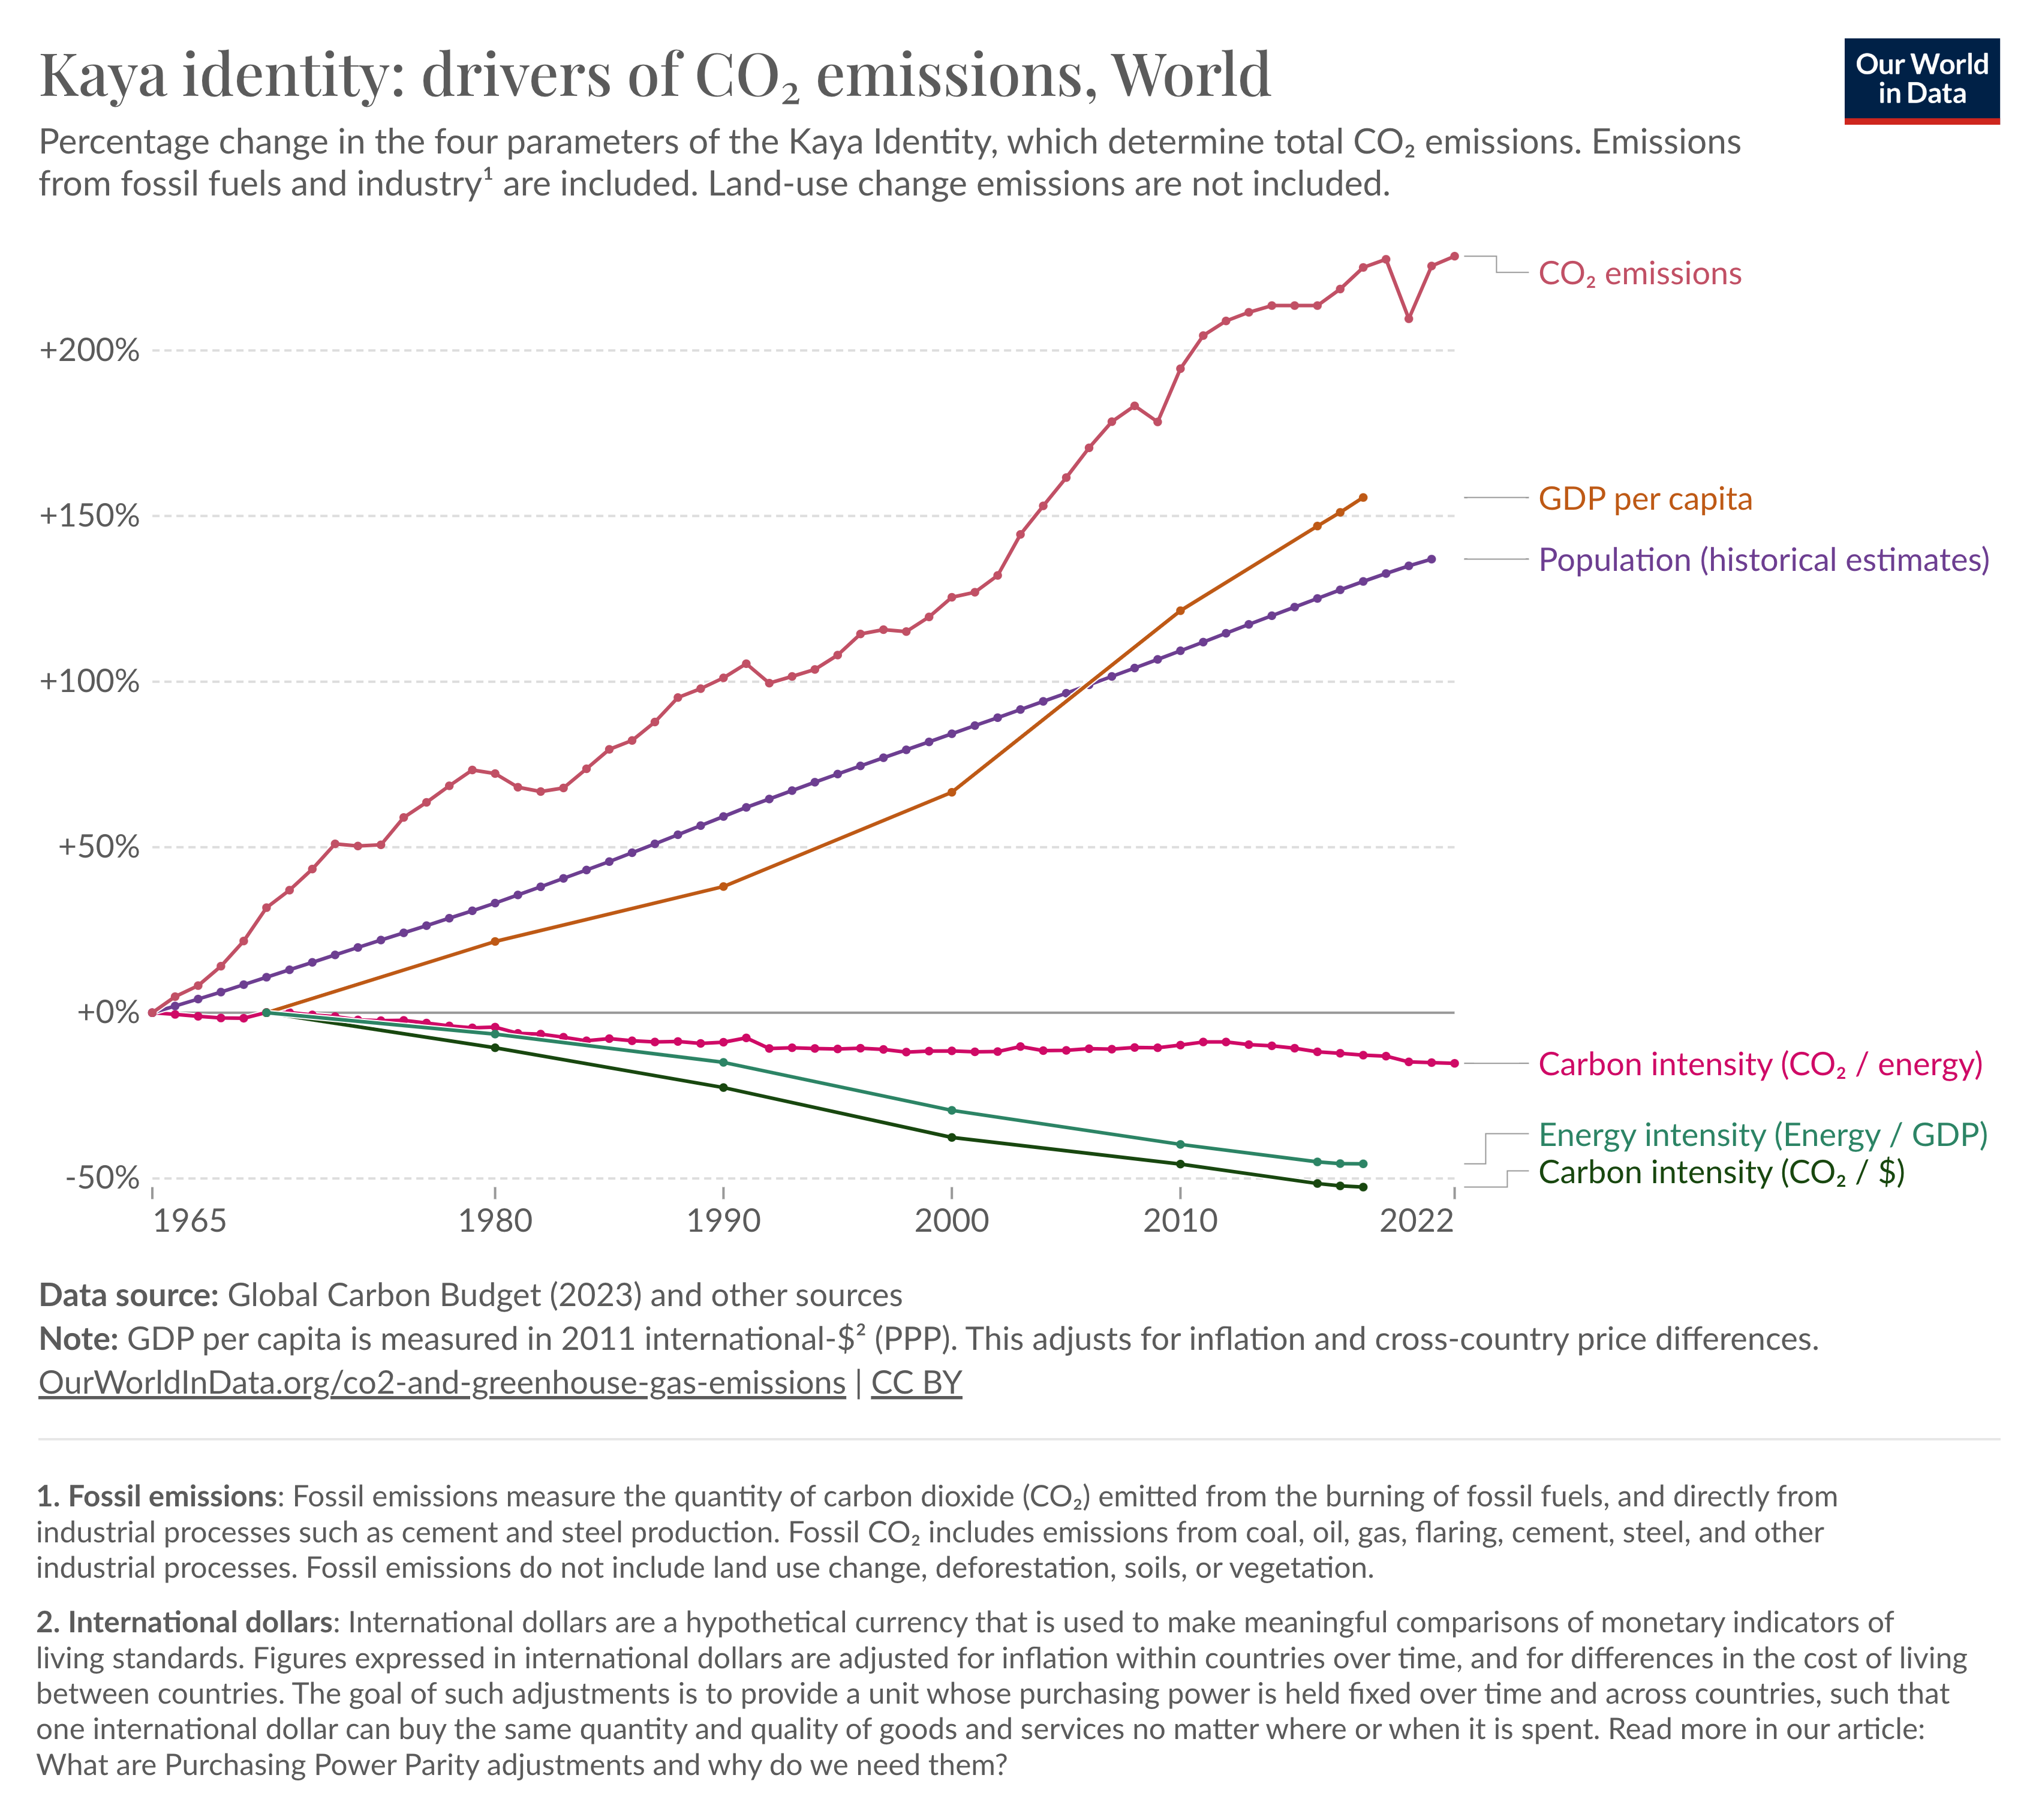 Kaya identity: drivers of CO₂ emissions, World
Our World
in Data
Percentage change in the four parameters of the Kaya Identity, which determine total CO₂ emissions. Emissions
from fossil fuels and industry¹ are included. Land-use change emissions are not included.
CO₂ emissions
+200%
GDP per capita
+150%
Population (historical estimates)
+100%
+50%
+0%
Carbon intensity (CO₂ / energy)
Energy intensity (Energy / GDP)
Carbon intensity (CO₂ / $)
-50%
1965 1980 1990 2000 2010 2022
Data source: Global Carbon Budget (2023) and other sources
Note: GDP per capita is measured in 2011 international-$² (PPP). This adjusts for inflation and cross-country price differences.
OurWorldInData.org/co2-and-greenhouse-gas-emissions | CC BY
1. Fossil emissions: Fossil emissions measure the quantity of carbon dioxide (CO₂) emitted from the burning of fossil fuels, and directly from
industrial processes such as cement and steel production. Fossil CO₂ includes emissions from coal, oil, gas, flaring, cement, steel, and other
industrial processes. Fossil emissions do not include land use change, deforestation, soils, or vegetation.
2. International dollars: International dollars are a hypothetical currency that is used to make meaningful comparisons of monetary indicators of
living standards. Figures expressed in international dollars are adjusted for inflation within countries over time, and for differences in the cost of living
between countries. The goal of such adjustments is to provide a unit whose purchasing power is held fixed over time and across countries, such that
one international dollar can buy the same quantity and quality of goods and services no matter where or when it is spent. Read more in our article:
What are Purchasing Power Parity adjustments and why do we need them?